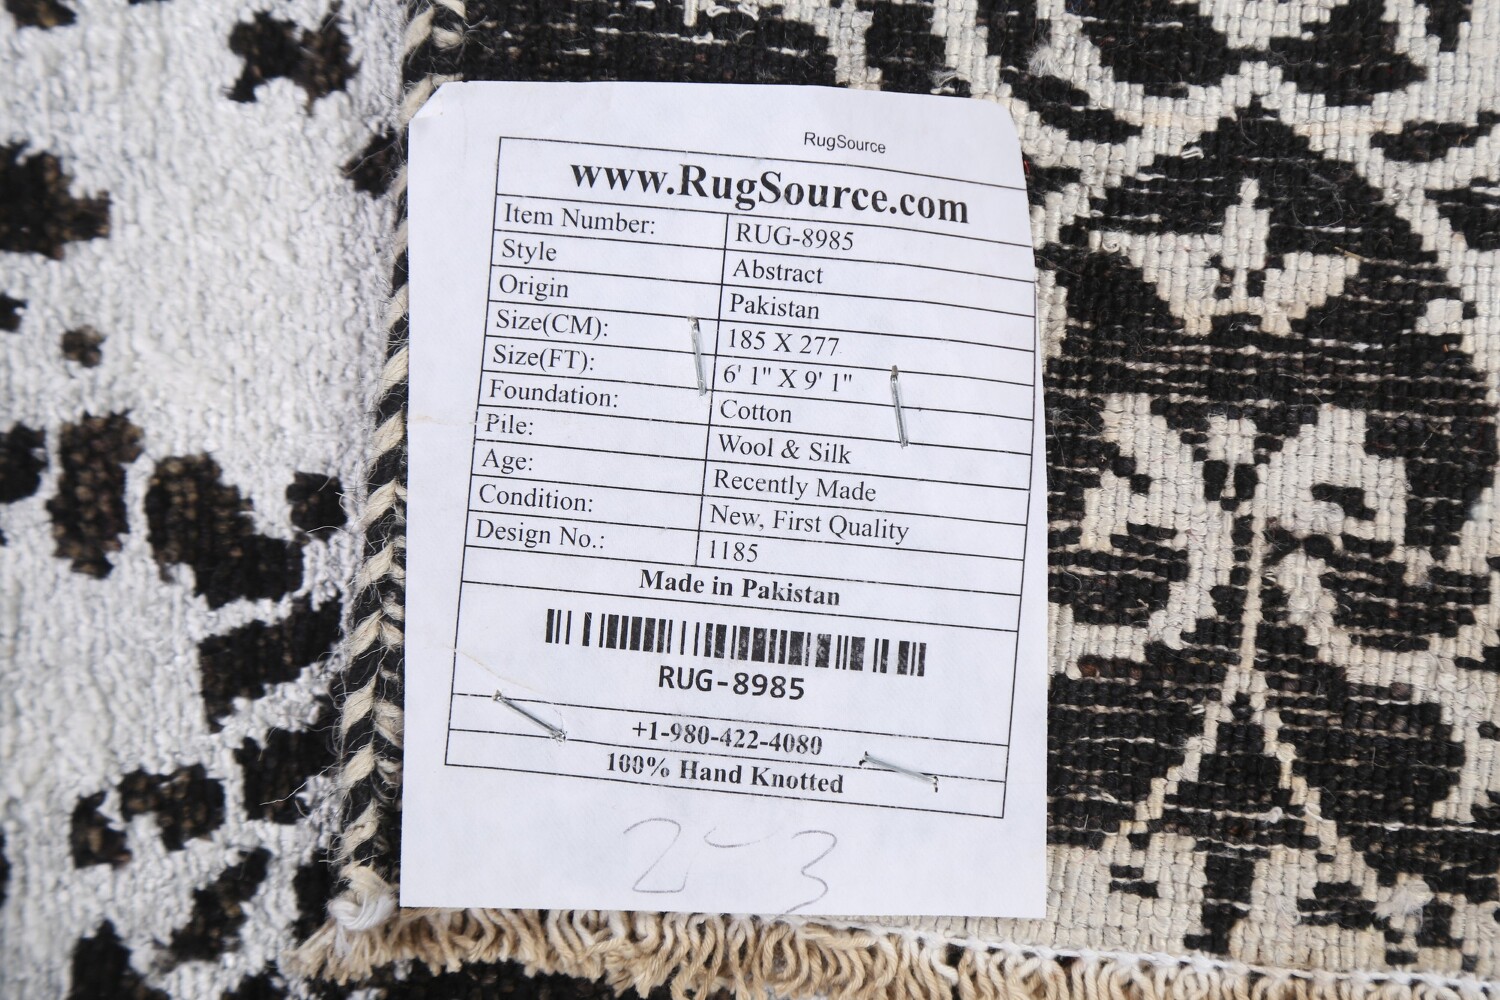 RugSource
www.RugSource.com
Item Number: RUG-8985
Style Abstract
Origin Pakistan
Size(CM): 185 X 277
Size(FT): 6' 1" X 9' 1"
Foundation: Cotton
Pile: Wool & Silk
Age: Recently Made
Condition: New, First Quality
Design No.: 1185
Made in Pakistan
RUG-8985
+1-980-422-4080
100% Hand Knotted